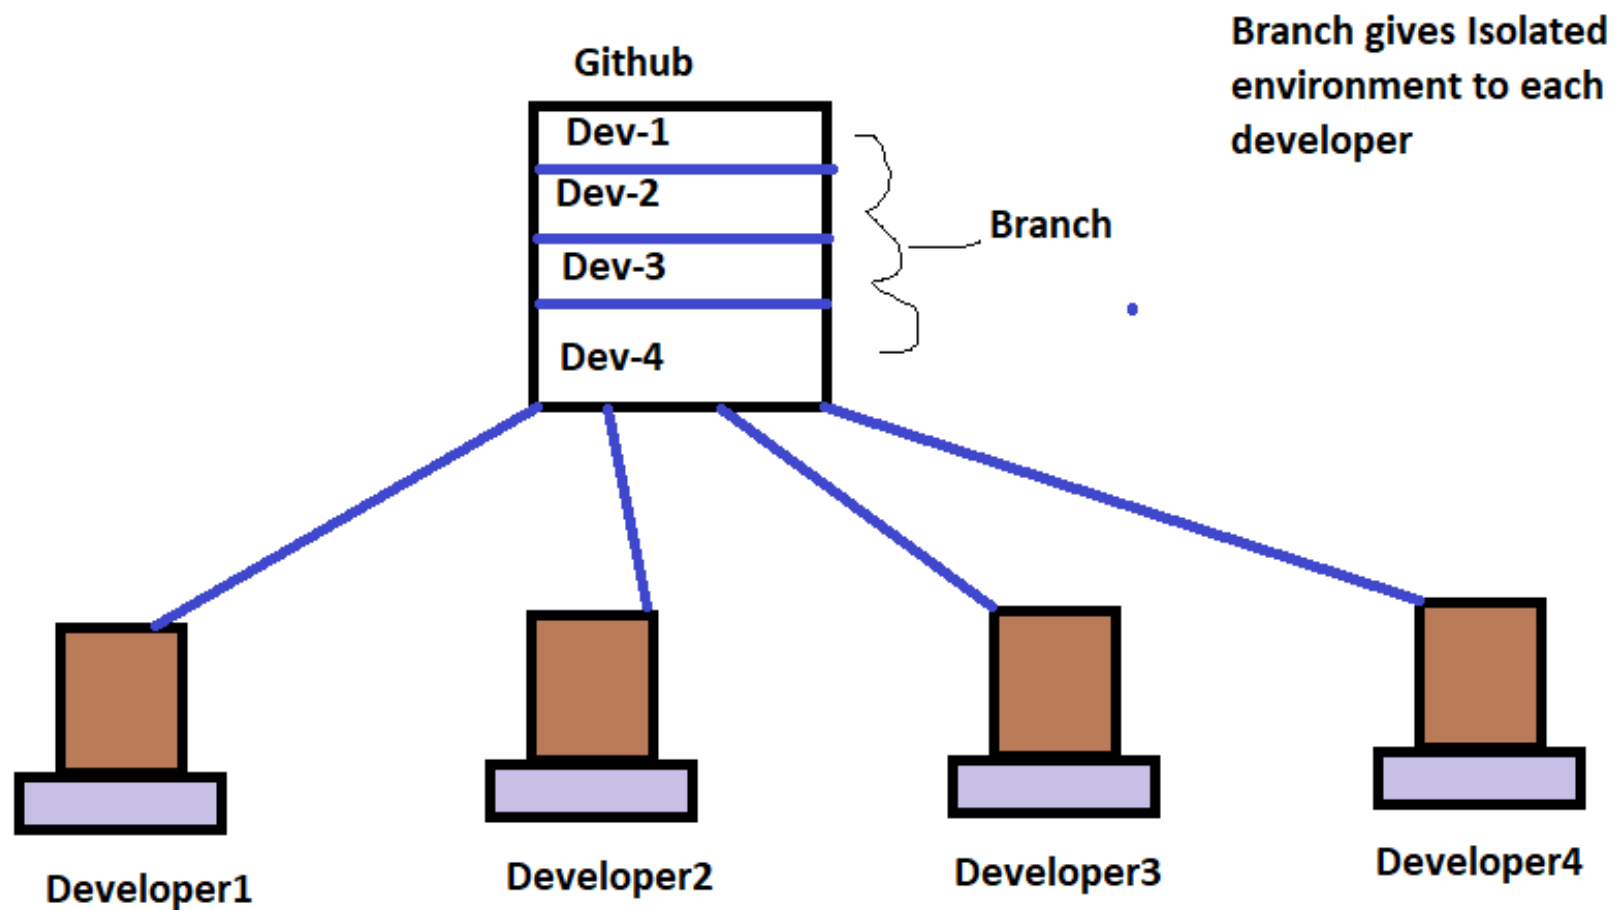 Github
Branch gives Isolated
environment to each
developer
Dev-1
Dev-2
Dev-3
Dev-4
Branch
Developer1
Developer2
Developer3
Developer4